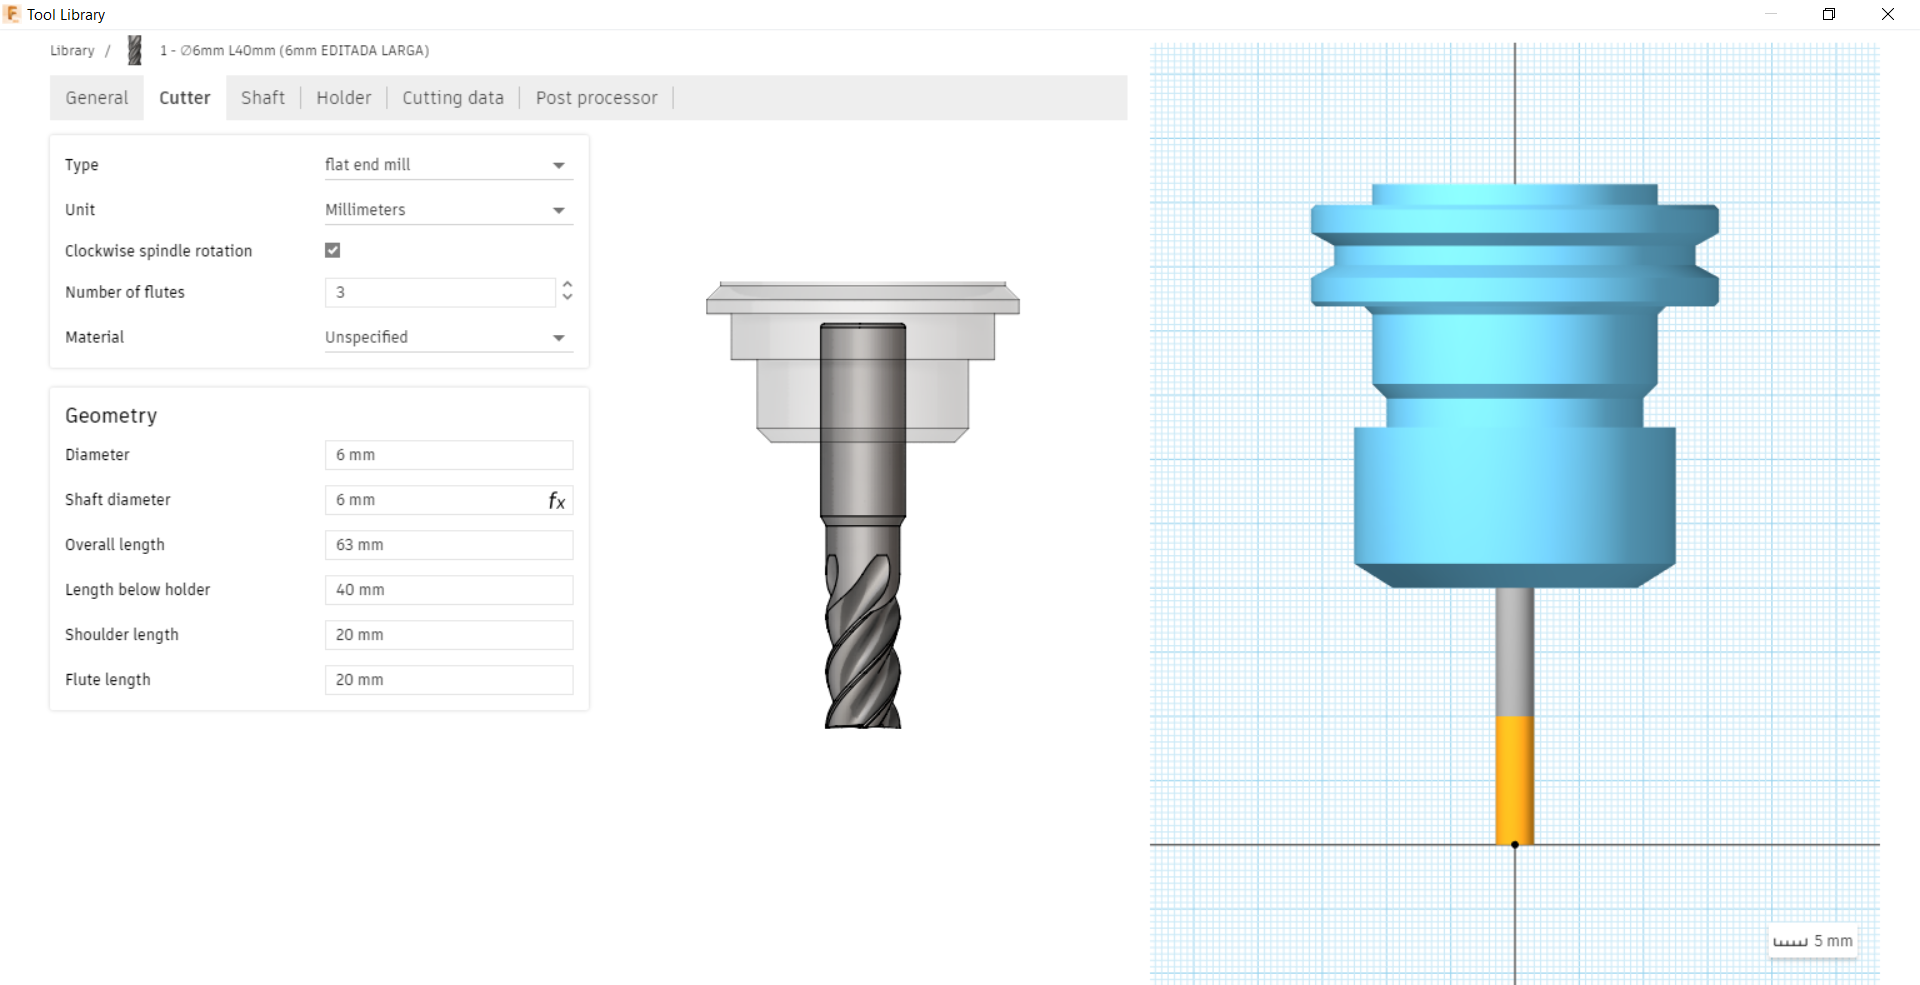 Tool Library
Library / 1 - ∅6mm L40mm (6mm EDITADA LARGA)
General Cutter Shaft Holder Cutting data Post processor
Type flat end mill
Unit Millimeters
Clockwise spindle rotation
Number of flutes 3
Material Unspecified
Geometry
Diameter 6 mm
Shaft diameter 6 mm fx
Overall length 63 mm
Length below holder 40 mm
Shoulder length 20 mm
Flute length 20 mm
5 mm